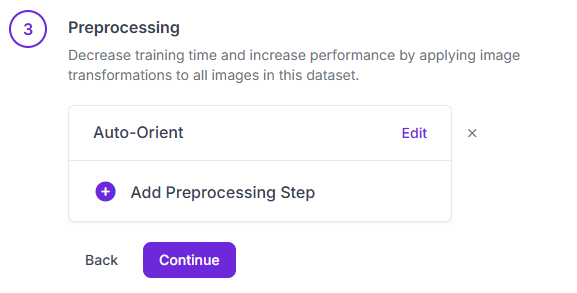 3
Preprocessing
Decrease training time and increase performance by applying image
transformations to all images in this dataset.
Auto-Orient
Edit
Add Preprocessing Step
Back
Continue